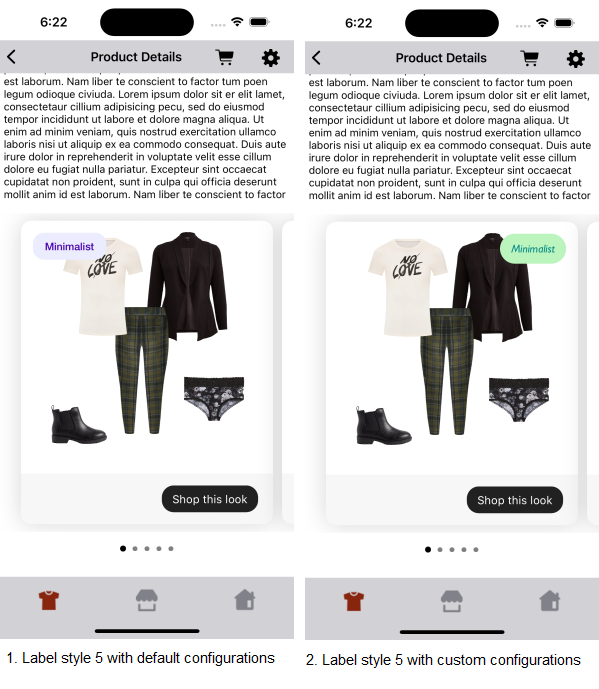 6:22
Product Details
est laborum. Nam liber te conscient to factor tum poen
legum odioque civiuda. Lorem ipsum dolor sit er elit lamet,
consectetaur cillium adipisicing pecu, sed do eiusmod
tempor incididunt ut labore et dolore magna aliqua. Ut
enim ad minim veniam, quis nostrud exercitation ullamco
laboris nisi ut aliquip ex ea commodo consequat. Duis aute
irure dolor in reprehenderit in voluptate velit esse cillum
dolore eu fugiat nulla pariatur. Excepteur sint occaecat
cupidatat non proident, sunt in culpa qui officia deserunt
mollit anim id est laborum. Nam liber te conscient to factor
Minimalist
NO
LOVE
Shop this look
1. Label style 5 with default configurations
6:22
Product Details
est laborum. Nam liber te conscient to factor tum poen
legum odioque civiuda. Lorem ipsum dolor sit er elit lamet,
consectetaur cillium adipisicing pecu, sed do eiusmod
tempor incididunt ut labore et dolore magna aliqua. Ut
enim ad minim veniam, quis nostrud exercitation ullamco
laboris nisi ut aliquip ex ea commodo consequat. Duis aute
irure dolor in reprehenderit in voluptate velit esse cillum
dolore eu fugiat nulla pariatur. Excepteur sint occaecat
cupidatat non proident, sunt in culpa qui officia deserunt
mollit anim id est laborum. Nam liber te conscient to factor
Minimalist
NO
LOVE
Shop this look
2. Label style 5 with custom configurations